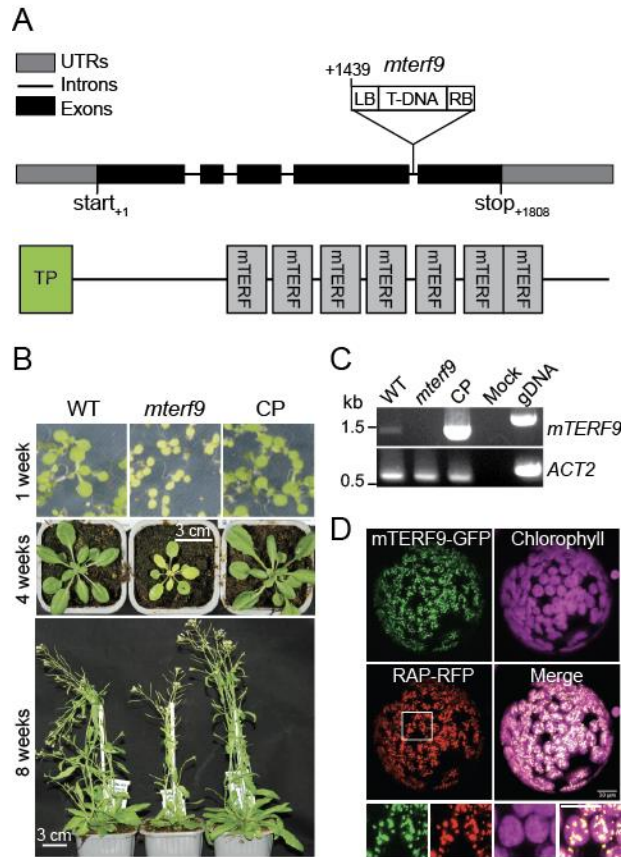 A
UTRs
Introns
Exons
+1439
mterf9
LB T-DNA RB
start+1
stop+1808
TP
mTERF mTERF mTERF mTERF mTERF mTERF mTERF
B
WT mterf9 CP
1 week
4 weeks
3 cm
8 weeks
3 cm
C
WT mterf9 CP Mock gDNA
kb
1.5
mTERF9
0.5
ACT2
D
mTERF9-GFP Chlorophyll
RAP-RFP Merge
10 µm